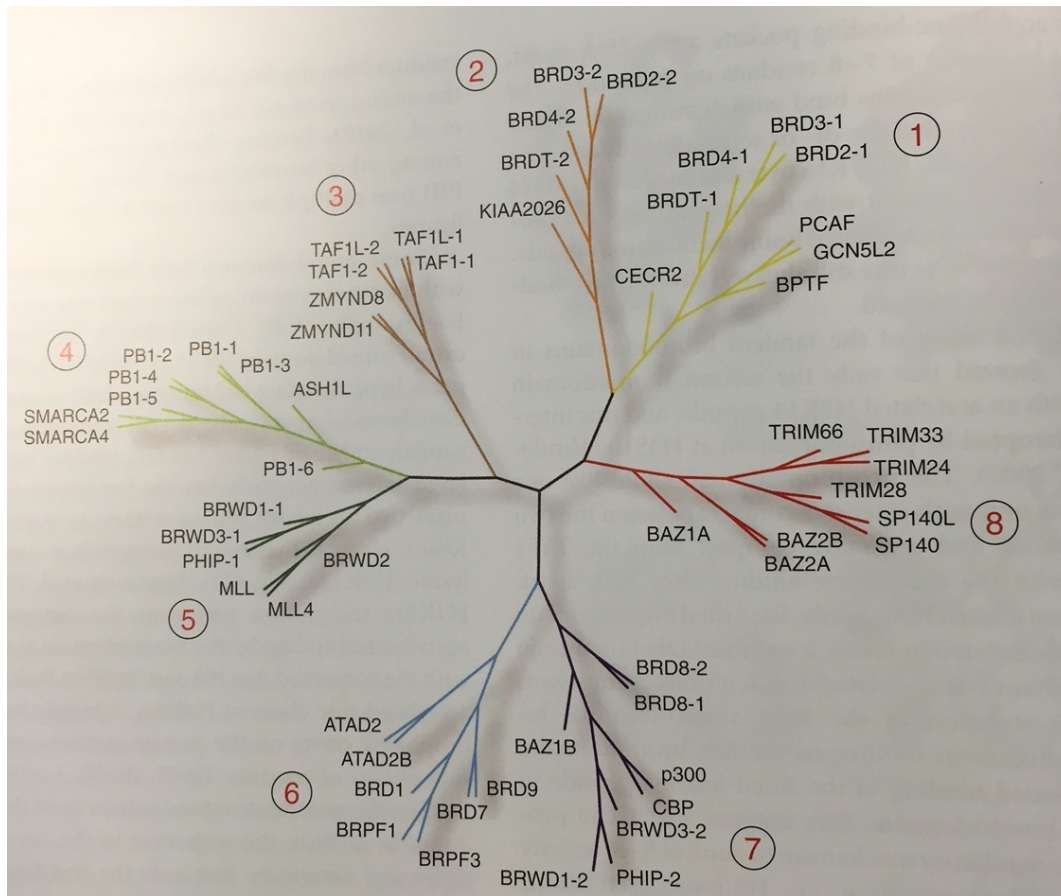 2
BRD3-2
BRD2-2
BRD4-2
BRDT-2
KIAA2026
1
BRD3-1
BRD2-1
BRD4-1
BRDT-1
PCAF
GCN5L2
BPTF
CECR2
3
TAF1L-2
TAF1L-1
TAF1-2
TAF1-1
ZMYND8
ZMYND11
4
PB1-2
PB1-1
PB1-4
PB1-3
PB1-5
ASH1L
SMARCA2
SMARCA4
PB1-6
BRWD1-1
BRWD3-1
PHIP-1
BRWD2
MLL
MLL4
5
TRIM66
TRIM33
TRIM24
TRIM28
SP140L
SP140
BAZ1A
BAZ2B
BAZ2A
8
ATAD2
ATAD2B
BRD1
BRD7
BRD9
BRPF1
BRPF3
6
BRD8-2
BRD8-1
BAZ1B
p300
CBP
BRWD3-2
BRWD1-2
PHIP-2
7